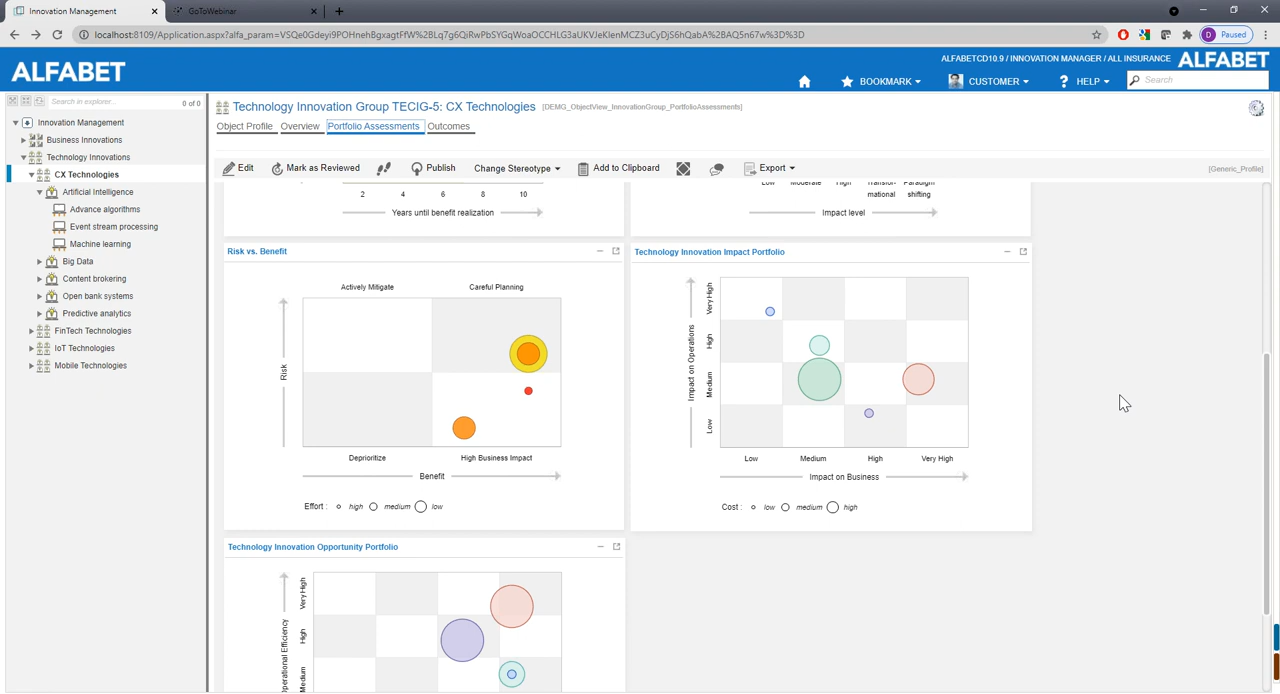 Innovation Management
GoToWebinar
localhost:8109/Application.aspx?alfa_param=VSQe0Gdeyi9POHnehBgxagtFfW%2BLq7g6QiRwPbSYGqWoaOCCHLG3aUKVJeKlenMCZ3uCyDjS6hQabA%2BAQ5n67w%3D%3D
D Paused
ALFABET
ALFABETCD10.9 / INNOVATION MANAGER / ALL INSURANCE ALFABET
BOOKMARK CUSTOMER ? HELP Search
Search in explorer... 0 of 0
Innovation Management
Business Innovations
Technology Innovations
CX Technologies
Artificial Intelligence
Advance algorithms
Event stream processing
Machine learning
Big Data
Content brokering
Open bank systems
Predictive analytics
FinTech Technologies
IoT Technologies
Mobile Technologies
Technology Innovation Group TECIG-5: CX Technologies [DEMG_ObjectView_InnovationGroup_PortfolioAssessments]
Object Profile Overview Portfolio Assessments Outcomes
Edit Mark as Reviewed Publish Change Stereotype Add to Clipboard Export [Generic_Profile]
2 4 6 8 10
Years until benefit realization
Low Moderate High Transfor- Paradigm
mational shifting
Impact level
Risk vs. Benefit
Actively Mitigate Careful Planning
Risk
Deprioritize High Business Impact
Benefit
Effort : high medium low
Technology Innovation Impact Portfolio
Impact on Operations
Very High
High
Medium
Low
Low Medium High Very High
Impact on Business
Cost : low medium high
Technology Innovation Opportunity Portfolio
perational Efficiency
Very High
High
Medium